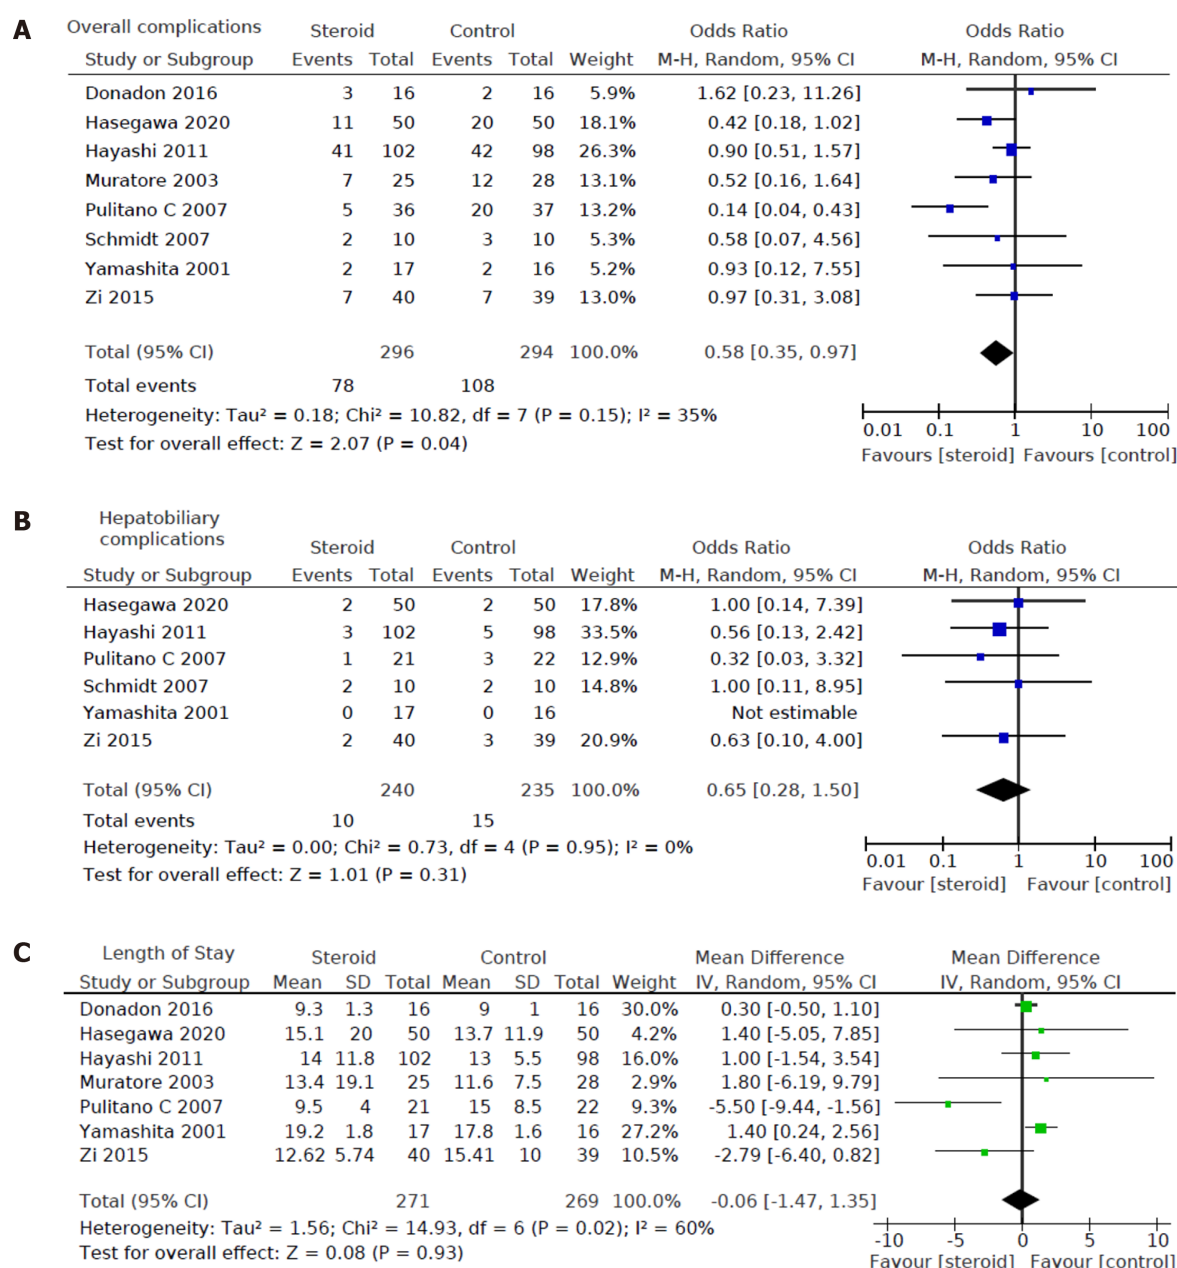 A
Overall complications Steroid Control Odds Ratio Odds Ratio
Study or Subgroup Events Total Events Total Weight M-H, Random, 95% CI M-H, Random, 95% CI
Donadon 2016 3 16 2 16 5.9% 1.62 [0.23, 11.26]
Hasegawa 2020 11 50 20 50 18.1% 0.42 [0.18, 1.02]
Hayashi 2011 41 102 42 98 26.3% 0.90 [0.51, 1.57]
Muratore 2003 7 25 12 28 13.1% 0.52 [0.16, 1.64]
Pulitano C 2007 5 36 20 37 13.2% 0.14 [0.04, 0.43]
Schmidt 2007 2 10 3 10 5.3% 0.58 [0.07, 4.56]
Yamashita 2001 2 17 2 16 5.2% 0.93 [0.12, 7.55]
Zi 2015 7 40 7 39 13.0% 0.97 [0.31, 3.08]
Total (95% CI) 296 294 100.0% 0.58 [0.35, 0.97]
Total events 78 108
Heterogeneity: Tau² = 0.18; Chi² = 10.82, df = 7 (P = 0.15); I² = 35%
Test for overall effect: Z = 2.07 (P = 0.04)
0.01 0.1 1 10 100
Favours [steroid] Favours [control]
B
Hepatobiliary
complications
Steroid Control Odds Ratio Odds Ratio
Study or Subgroup Events Total Events Total Weight M-H, Random, 95% CI M-H, Random, 95% CI
Hasegawa 2020 2 50 2 50 17.8% 1.00 [0.14, 7.39]
Hayashi 2011 3 102 5 98 33.5% 0.56 [0.13, 2.42]
Pulitano C 2007 1 21 3 22 12.9% 0.32 [0.03, 3.32]
Schmidt 2007 2 10 2 10 14.8% 1.00 [0.11, 8.95]
Yamashita 2001 0 17 0 16 Not estimable
Zi 2015 2 40 3 39 20.9% 0.63 [0.10, 4.00]
Total (95% CI) 240 235 100.0% 0.65 [0.28, 1.50]
Total events 10 15
Heterogeneity: Tau² = 0.00; Chi² = 0.73, df = 4 (P = 0.95); I² = 0%
Test for overall effect: Z = 1.01 (P = 0.31)
0.01 0.1 1 10 100
Favour [steroid] Favour [control]
C
Length of Stay Steroid Control Mean Difference Mean Difference
Study or Subgroup Mean SD Total Mean SD Total Weight IV, Random, 95% CI IV, Random, 95% CI
Donadon 2016 9.3 1.3 16 9 1 16 30.0% 0.30 [-0.50, 1.10]
Hasegawa 2020 15.1 20 50 13.7 11.9 50 4.2% 1.40 [-5.05, 7.85]
Hayashi 2011 14 11.8 102 13 5.5 98 16.0% 1.00 [-1.54, 3.54]
Muratore 2003 13.4 19.1 25 11.6 7.5 28 2.9% 1.80 [-6.19, 9.79]
Pulitano C 2007 9.5 4 21 15 8.5 22 9.3% -5.50 [-9.44, -1.56]
Yamashita 2001 19.2 1.8 17 17.8 1.6 16 27.2% 1.40 [0.24, 2.56]
Zi 2015 12.62 5.74 40 15.41 10 39 10.5% -2.79 [-6.40, 0.82]
Total (95% CI) 271 269 100.0% -0.06 [-1.47, 1.35]
Heterogeneity: Tau² = 1.56; Chi² = 14.93, df = 6 (P = 0.02); I² = 60%
Test for overall effect: Z = 0.08 (P = 0.93)
-10 -5 0 5 10
Favour [steroid] Favour [control]